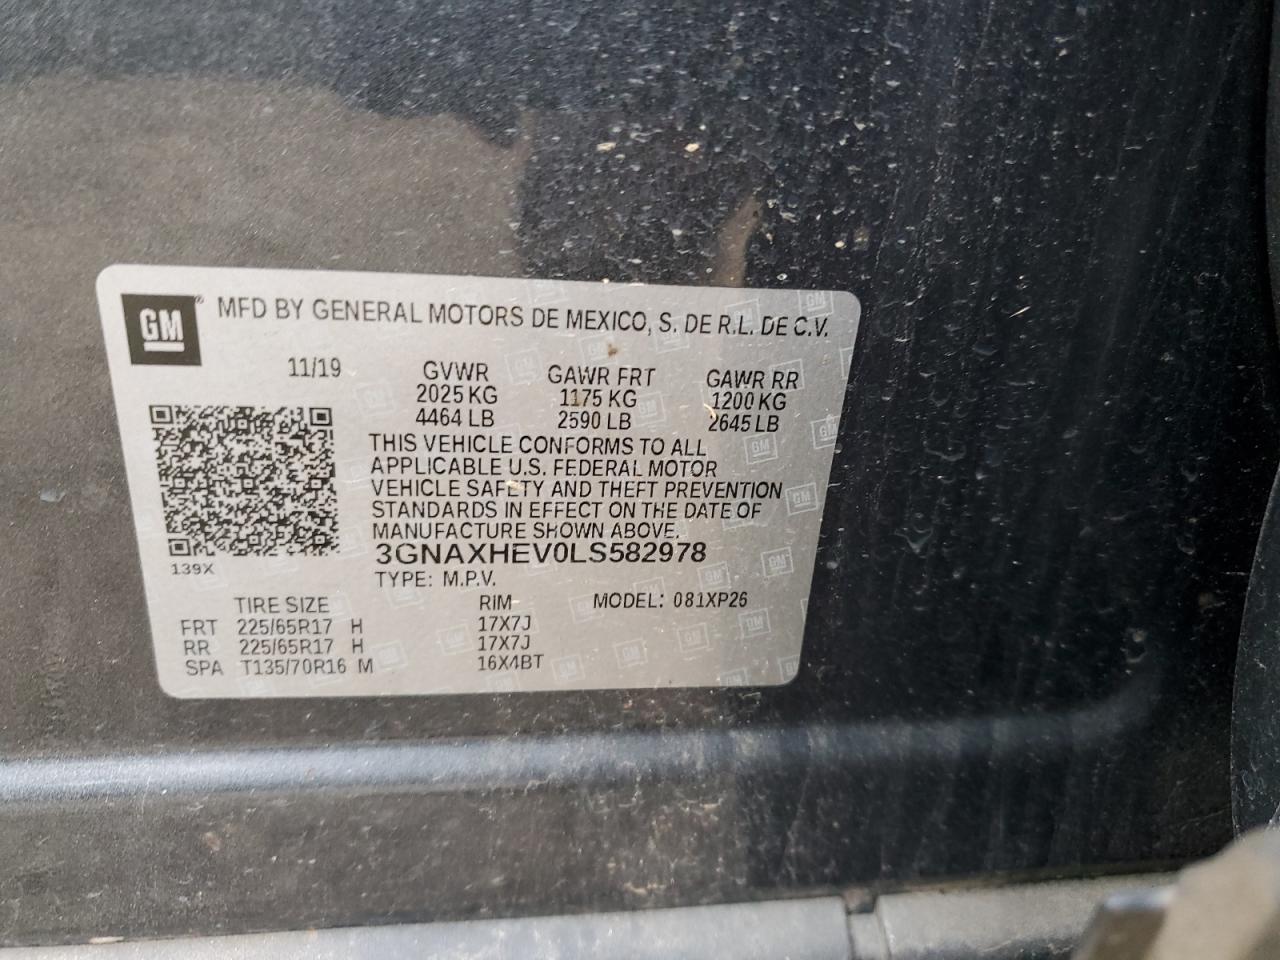 GM® MFD BY GENERAL MOTORS DE MEXICO, S. DE R.L. DE C.V.
11/19 GVWR GAWR FRT GAWR RR
2025 KG 1175 KG 1200 KG
4464 LB 2590 LB 2645 LB
THIS VEHICLE CONFORMS TO ALL
APPLICABLE U.S. FEDERAL MOTOR
VEHICLE SAFETY AND THEFT PREVENTION
STANDARDS IN EFFECT ON THE DATE OF
MANUFACTURE SHOWN ABOVE.
3GNAXHEV0LS582978
139X
TYPE: M.P.V.
TIRE SIZE RIM MODEL: 081XP26
FRT 225/65R17 H 17X7J
RR 225/65R17 H 17X7J
SPA T135/70R16 M 16X4BT